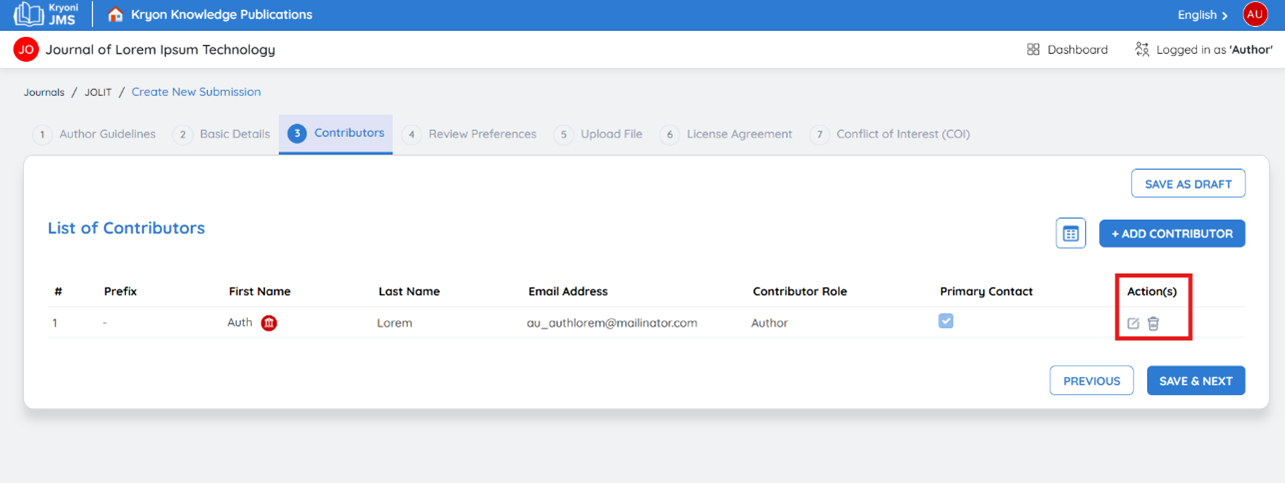 Kryoni
JMS
Kryon Knowledge Publications
English
AU
JO
Journal of Lorem Ipsum Technology
Dashboard
Logged in as 'Author'
Journals / JOLIT / Create New Submission
1 Author Guidelines
2 Basic Details
3 Contributors
4 Review Preferences
5 Upload File
6 License Agreement
7 Conflict of Interest (COI)
SAVE AS DRAFT
List of Contributors
+ ADD CONTRIBUTOR
# Prefix First Name Last Name Email Address Contributor Role Primary Contact Action(s)
1 - Auth Lorem au_authlorem@mailinator.com Author
PREVIOUS
SAVE & NEXT